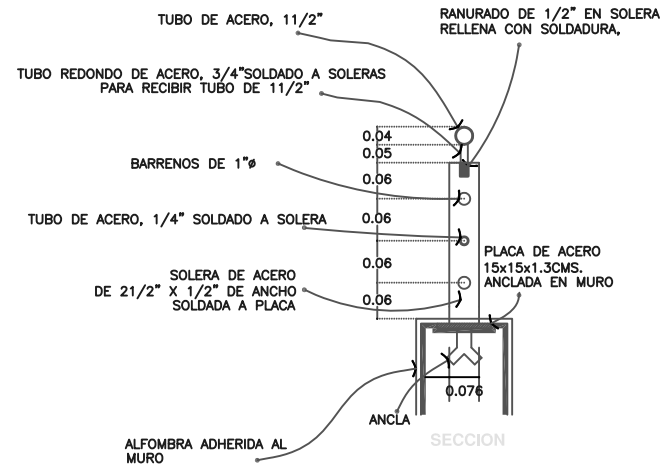 TUBO DE ACERO, 11/2"
RANURADO DE 1/2" EN SOLERA
RELLENA CON SOLDADURA,
TUBO REDONDO DE ACERO, 3/4"SOLDADO A SOLERAS
PARA RECIBIR TUBO DE 11/2"
0.04
0.05
BARRENOS DE 1"ø
0.06
TUBO DE ACERO, 1/4" SOLDADO A SOLERA
0.06
PLACA DE ACERO
15x15x1.3CMS.
ANCLADA EN MURO
SOLERA DE ACERO
DE 21/2" X 1/2" DE ANCHO
SOLDADA A PLACA
0.06
0.06
0.076
ANCLA
ALFOMBRA ADHERIDA AL
MURO
SECCION